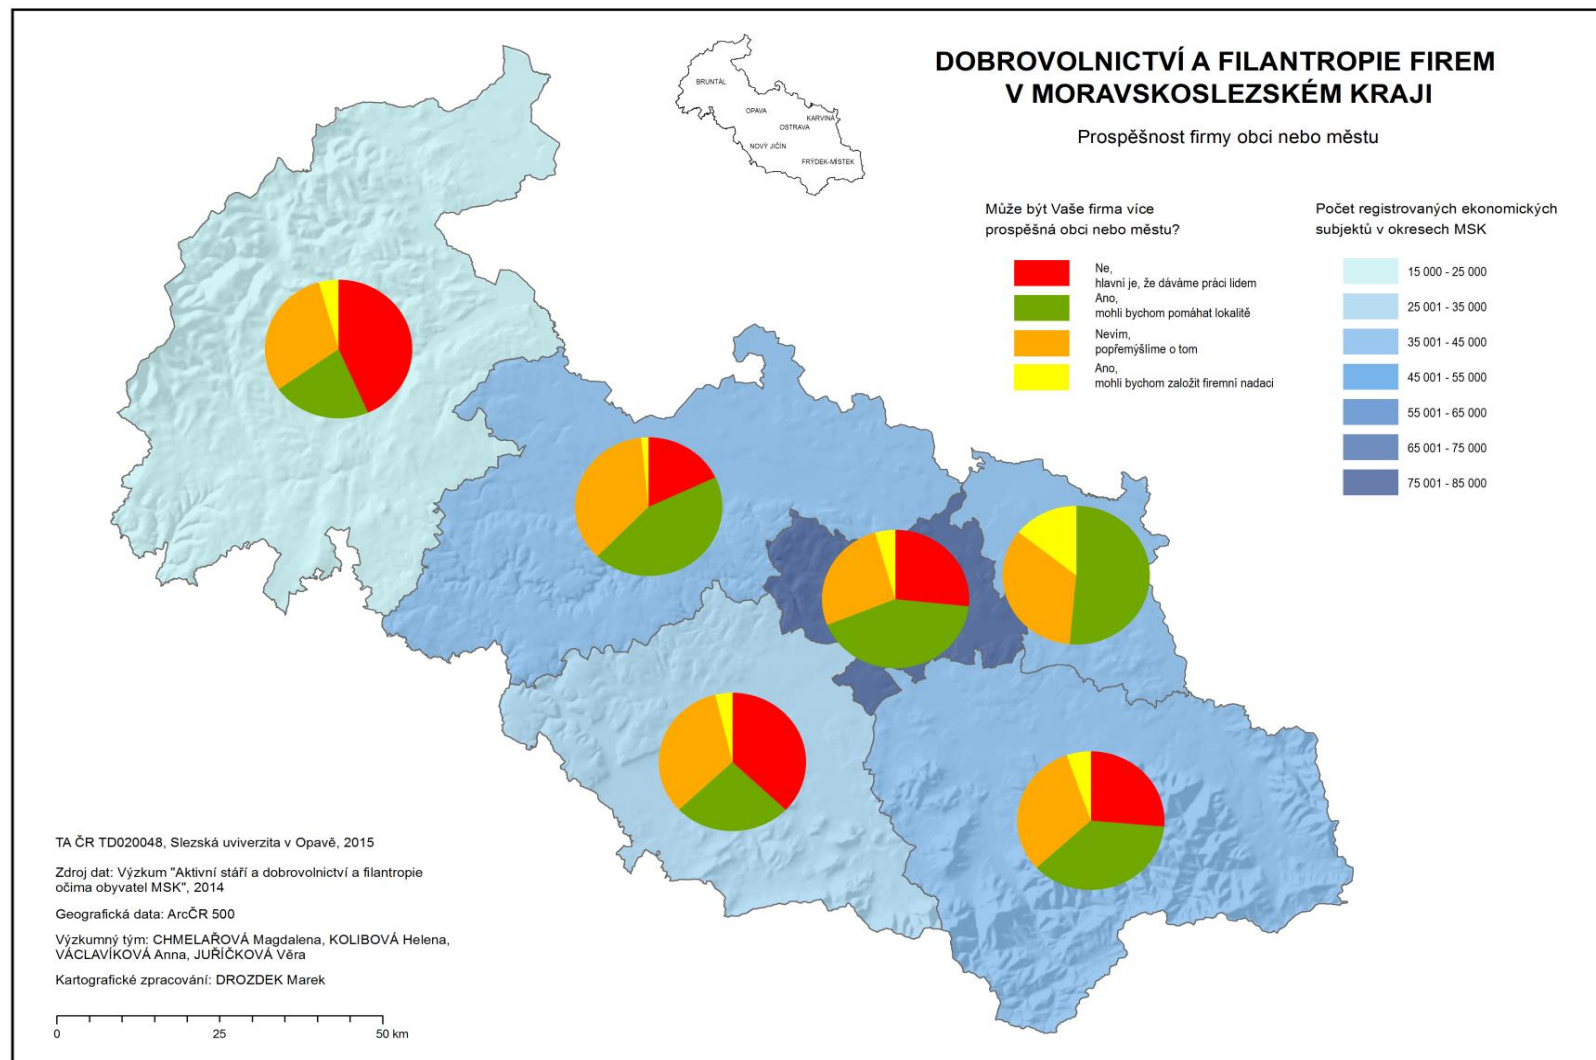 DOBROVOLNICTVÍ A FILANTROPIE FIREM
V MORAVSKOSLEZSKÉM KRAJI
Prospěšnost firmy obci nebo městu
BRUNTÁL
OPAVA
KARVINÁ
OSTRAVA
NOVÝ JIČÍN
FRÝDEK-MÍSTEK
Může být Vaše firma více
prospěšná obci nebo městu?
Ne,
hlavní je, že dáváme práci lidem
Ano,
mohli bychom pomáhat lokalitě
Nevím,
popřemýšlíme o tom
Ano,
mohli bychom založit firemní nadaci
Počet registrovaných ekonomických
subjektů v okresech MSK
15 000 - 25 000
25 001 - 35 000
35 001 - 45 000
45 001 - 55 000
55 001 - 65 000
65 001 - 75 000
75 001 - 85 000
TA ČR TD020048, Slezská uviverzita v Opavě, 2015
Zdroj dat: Výzkum "Aktivní stáří a dobrovolnictví a filantropie
očima obyvatel MSK", 2014
Geografická data: ArcČR 500
Výzkumný tým: CHMELAŘOVÁ Magdalena, KOLIBOVÁ Helena,
VÁCLAVÍKOVÁ Anna, JUŘÍČKOVÁ Věra
Kartografické zpracování: DROZDEK Marek
0 25 50 km